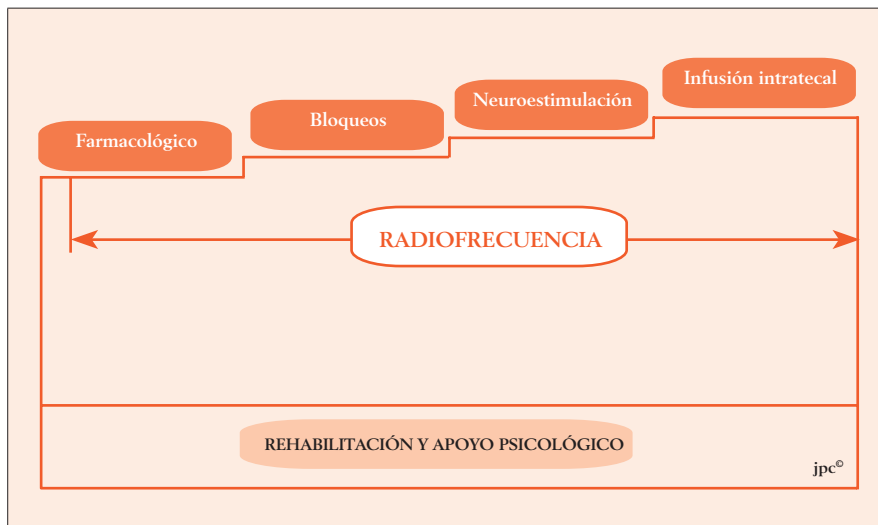 Farmacológico
Bloqueos
Neuroestimulación
Infusión intratecal
RADIOFRECUENCIA
REHABILITACIÓN Y APOYO PSICOLÓGICO
jpc©